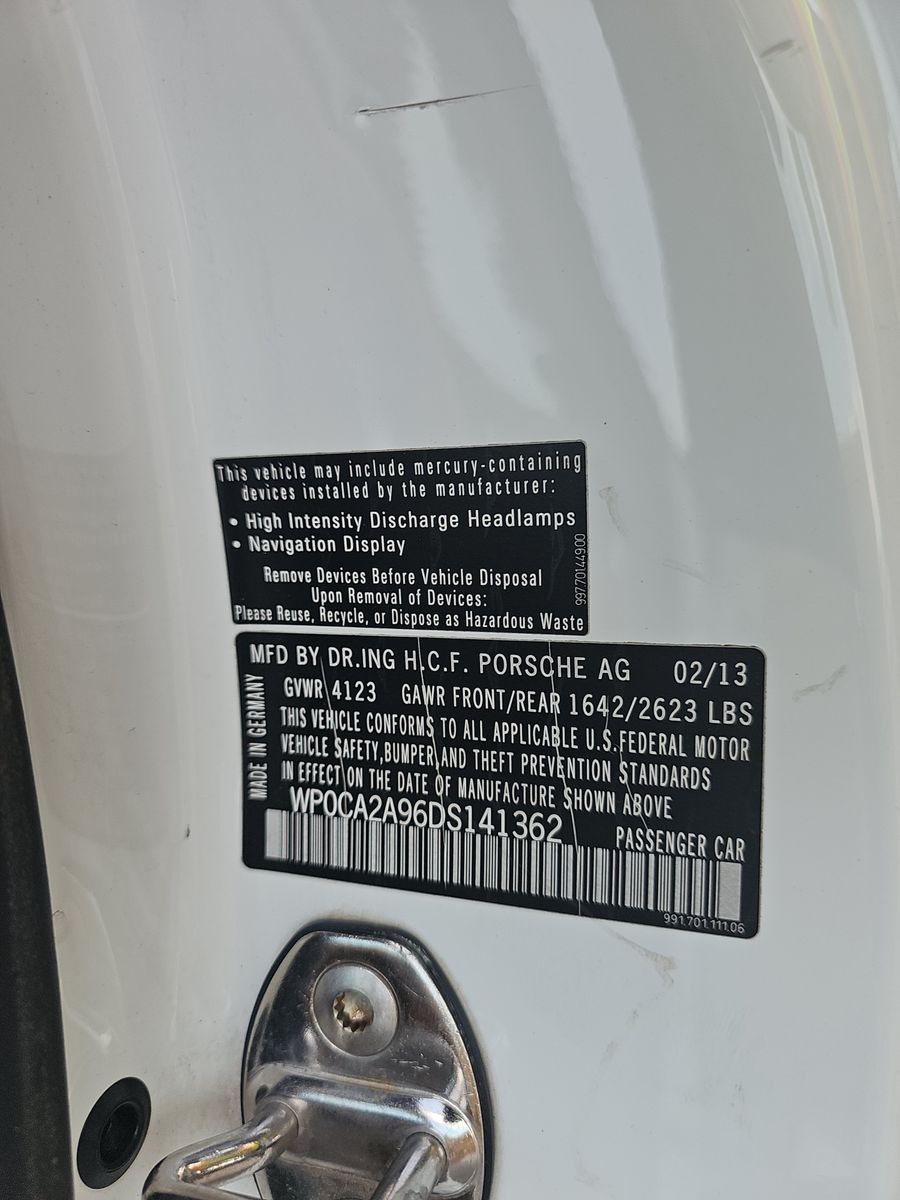 This vehicle may include mercury-containing
devices installed by the manufacturer:
• High Intensity Discharge Headlamps
• Navigation Display
Remove Devices Before Vehicle Disposal
Upon Removal of Devices:
Please Reuse, Recycle, or Dispose as Hazardous Waste
997.701.449.00
MFD BY DR.ING H.C.F. PORSCHE AG 02/13
GVWR 4123 GAWR FRONT/REAR 1642/2623 LBS
THIS VEHICLE CONFORMS TO ALL APPLICABLE U.S.FEDERAL MOTOR
VEHICLE SAFETY,BUMPER,AND THEFT PREVENTION STANDARDS
IN EFFECT ON THE DATE OF MANUFACTURE SHOWN ABOVE
WP0CA2A96DS141362
PASSENGER CAR
991.701.111.06
MADE IN GERMANY